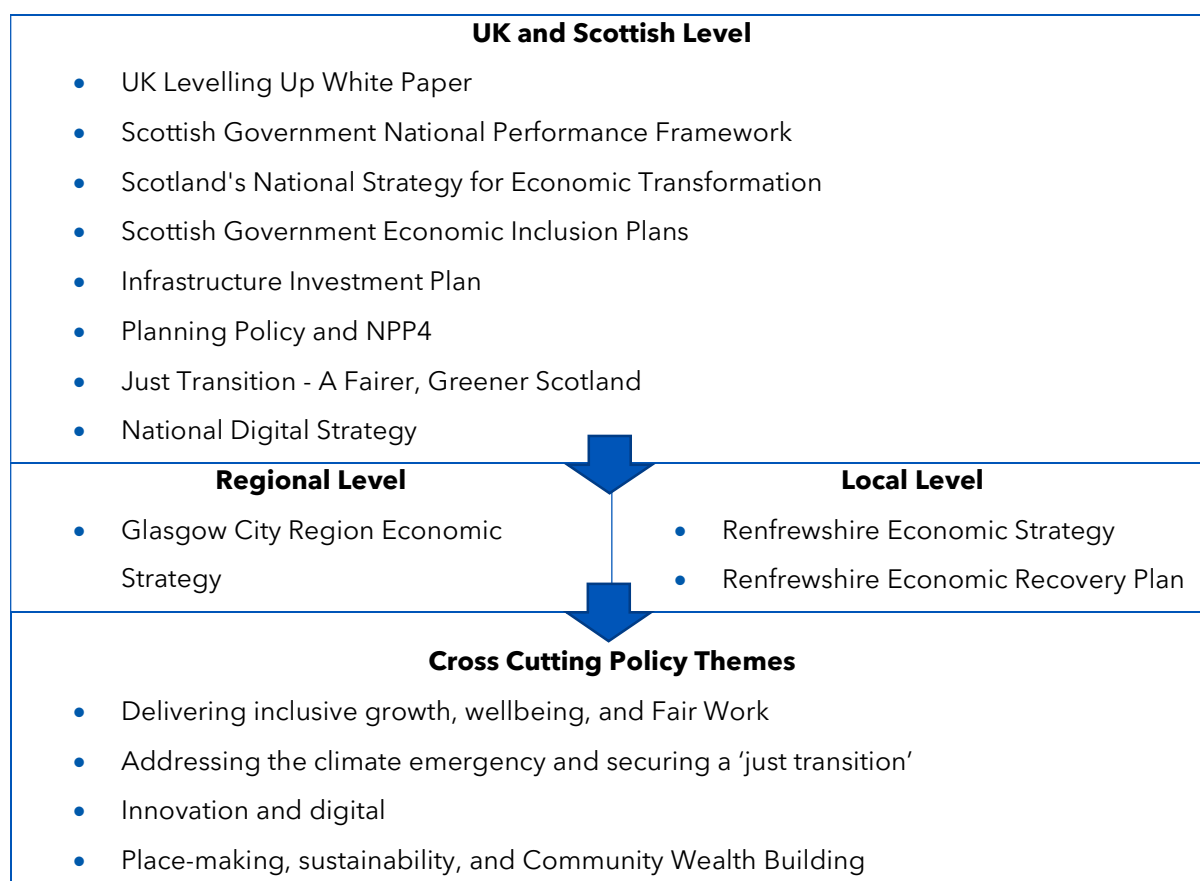 UK and Scottish Level
• UK Levelling Up White Paper
• Scottish Government National Performance Framework
• Scotland's National Strategy for Economic Transformation
• Scottish Government Economic Inclusion Plans
• Infrastructure Investment Plan
• Planning Policy and NPP4
• Just Transition - A Fairer, Greener Scotland
• National Digital Strategy
Regional Level
• Glasgow City Region Economic
Strategy
Local Level
• Renfrewshire Economic Strategy
• Renfrewshire Economic Recovery Plan
Cross Cutting Policy Themes
• Delivering inclusive growth, wellbeing, and Fair Work
• Addressing the climate emergency and securing a ‘just transition’
• Innovation and digital
• Place-making, sustainability, and Community Wealth Building